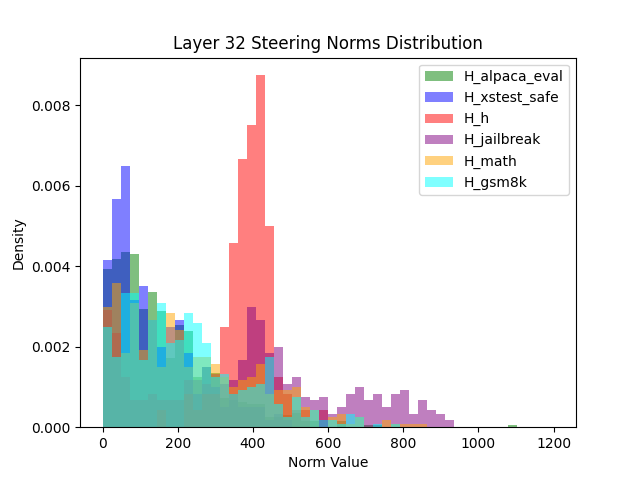 Layer 32 Steering Norms Distribution
H_alpaca_eval
H_xstest_safe
H_h
H_jailbreak
H_math
H_gsm8k
Density
0.008
0.006
0.004
0.002
0.000
0
200
400
600
800
1000
1200
Norm Value